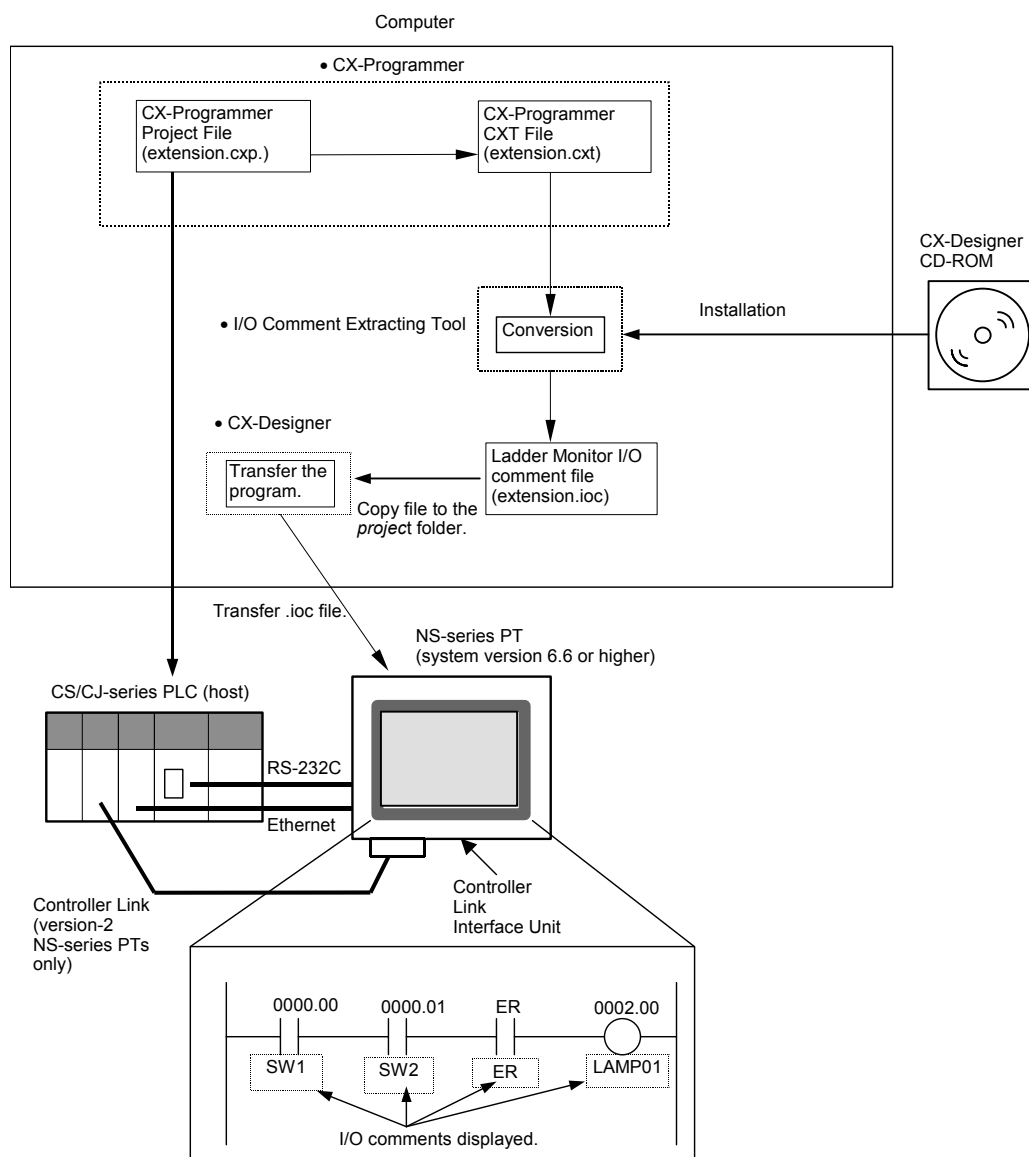 Computer
• CX-Programmer
CX-Programmer
Project File
(extension.cxp.)
CX-Programmer
CXT File
(extension.cxt)
CX-Designer
CD-ROM
• I/O Comment Extracting Tool
Conversion
Installation
• CX-Designer
Transfer the
program.
Ladder Monitor I/O
comment file
(extension.ioc)
Copy file to the
project folder.
Transfer .ioc file.
NS-series PT
(system version 6.6 or higher)
CS/CJ-series PLC (host)
RS-232C
Ethernet
Controller Link
(version-2
NS-series PTs
only)
Controller
Link
Interface Unit
0000.00 0000.01 ER 0002.00
SW1 SW2 ER LAMP01
I/O comments displayed.